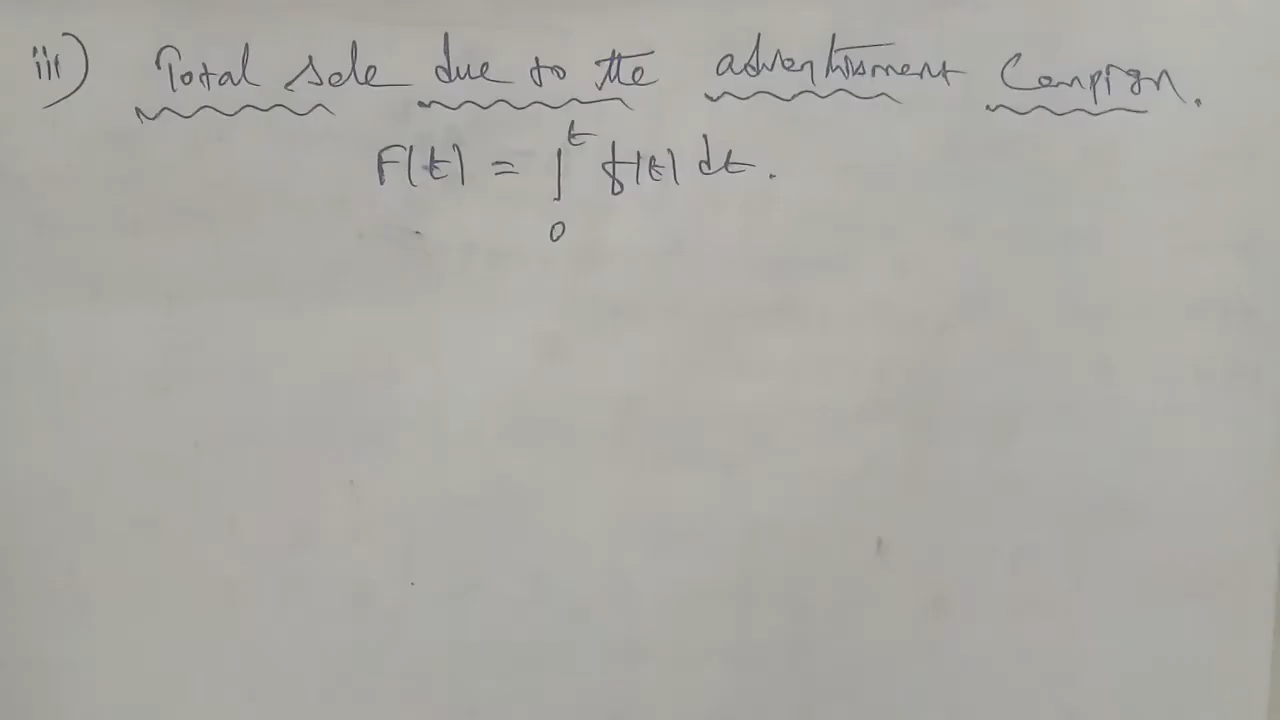 iii) Total sale due to the advertisment Campign.
F(t) = ∫₀ᵗ f(t) dt.